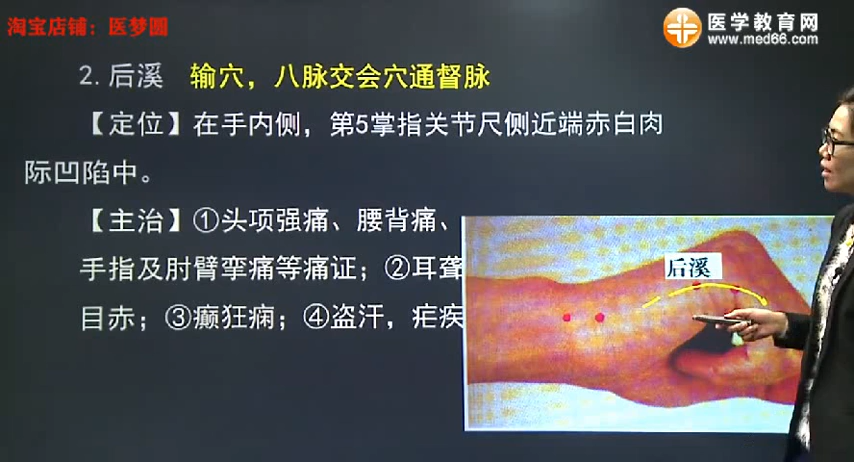 淘宝店铺：医梦圆
医学教育网
www.med66.com
2.后溪 输穴，八脉交会穴通督脉
【定位】在手内侧，第5掌指关节尺侧近端赤白肉
际凹陷中。
【主治】①头项强痛、腰背痛、
手指及肘臂挛痛等痛证；②耳聋
目赤；③癫狂痫；④盗汗，疟疾
后溪